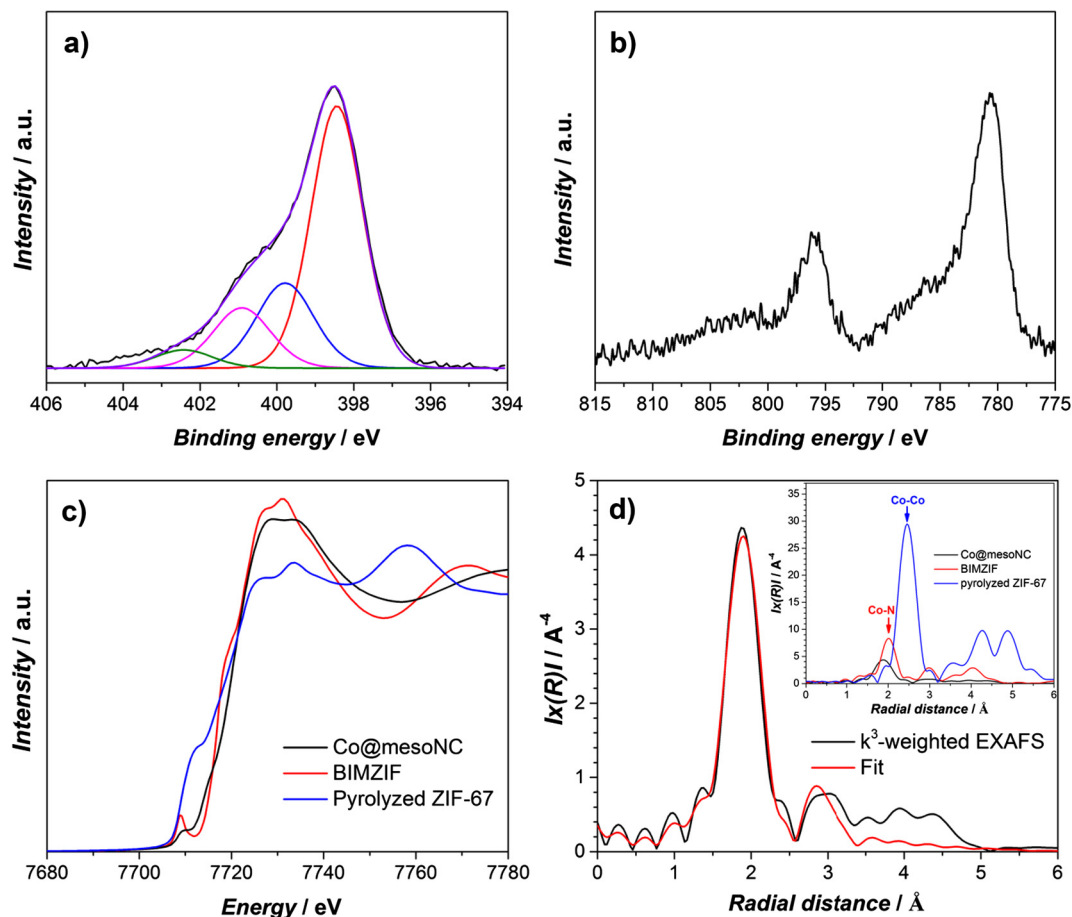 a)
Intensity / a.u.
406 404 402 400 398 396 394
Binding energy / eV
b)
Intensity / a.u.
815 810 805 800 795 790 785 780 775
Binding energy / eV
c)
Intensity / a.u.
Co@mesoNC
BIMZIF
Pyrolyzed ZIF-67
7680 7700 7720 7740 7760 7780
Energy / eV
d)
Ix(R)I / A⁻⁴
5
4
3
2
1
0
Ix(R)I / A⁻⁴
35
30
25
20
15
10
5
0
Co-Co
Co@mesoNC
BIMZIF
pyrolyzed ZIF-67
Co-N
0 1 2 3 4 5 6
Radial distance / Å
k³-weighted EXAFS
Fit
0 1 2 3 4 5 6
Radial distance / Å